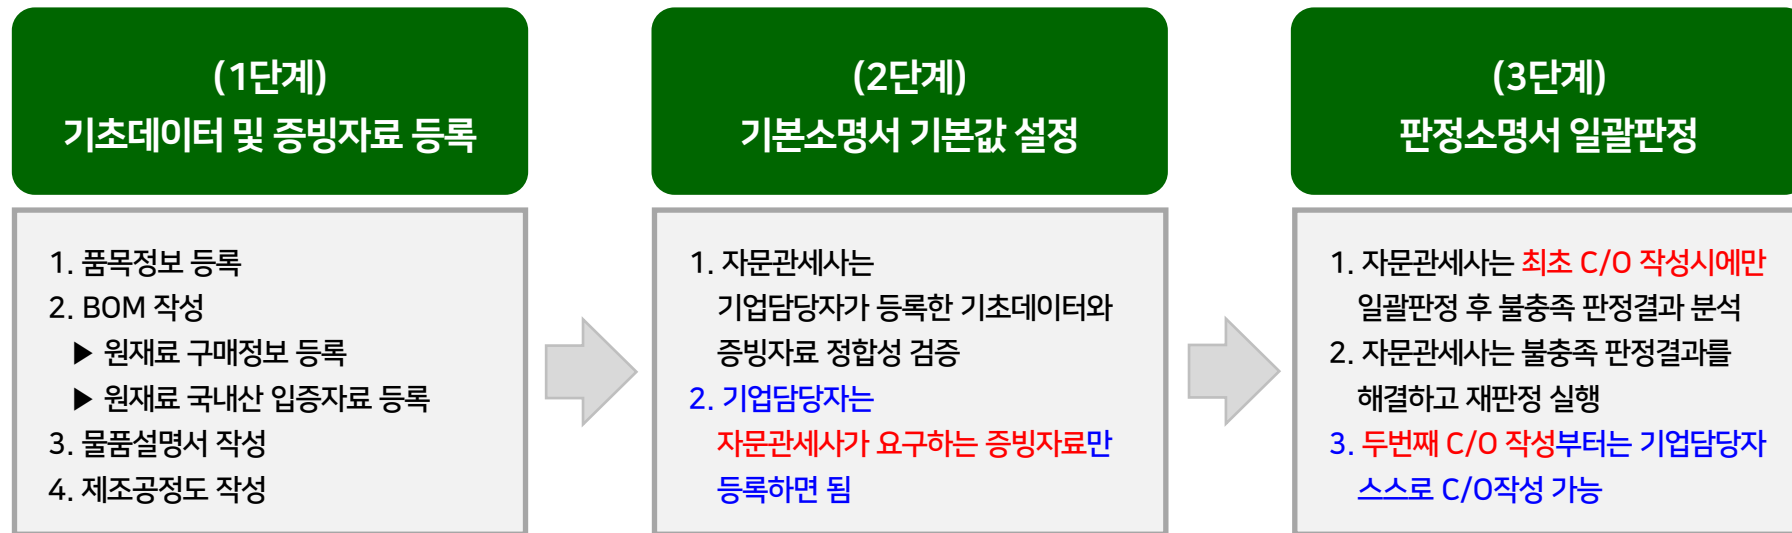 (1단계)
기초데이터 및 증빙자료 등록
1. 품목정보 등록
2. BOM 작성
▶ 원재료 구매정보 등록
▶ 원재료 국내산 입증자료 등록
3. 물품설명서 작성
4. 제조공정도 작성
(2단계)
기본소명서 기본값 설정
1. 자문관세사는
기업담당자가 등록한 기초데이터와
증빙자료 정합성 검증
2. 기업담당자는
자문관세사가 요구하는 증빙자료만
등록하면 됨
(3단계)
판정소명서 일괄판정
1. 자문관세사는 최초 C/O 작성시에만
일괄판정 후 불충족 판정결과 분석
2. 자문관세사는 불충족 판정결과를
해결하고 재판정 실행
3. 두번째 C/O 작성부터는 기업담당자
스스로 C/O작성 가능